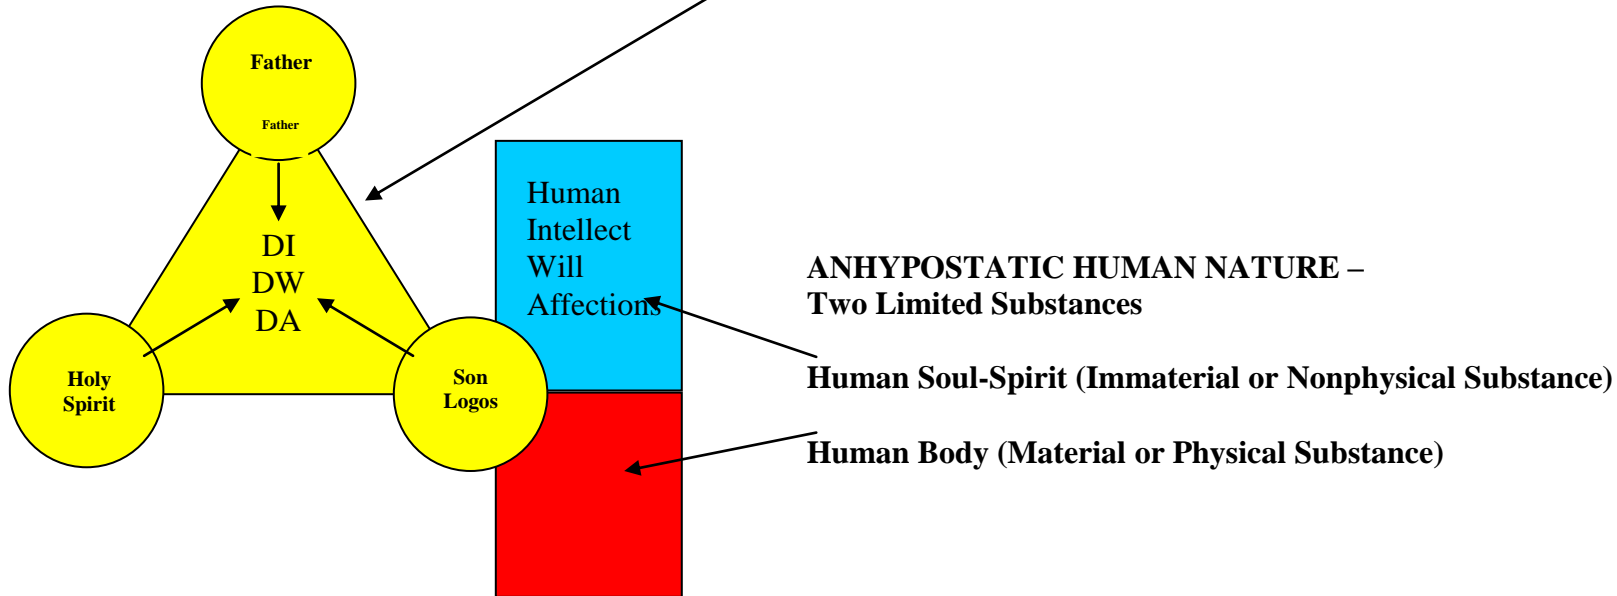 Father
Father
DI
DW
DA
Holy
Spirit
Son
Logos
Human
Intellect
Will
Affections
ANHYPOSTATIC HUMAN NATURE –
Two Limited Substances
Human Soul-Spirit (Immaterial or Nonphysical Substance)
Human Body (Material or Physical Substance)